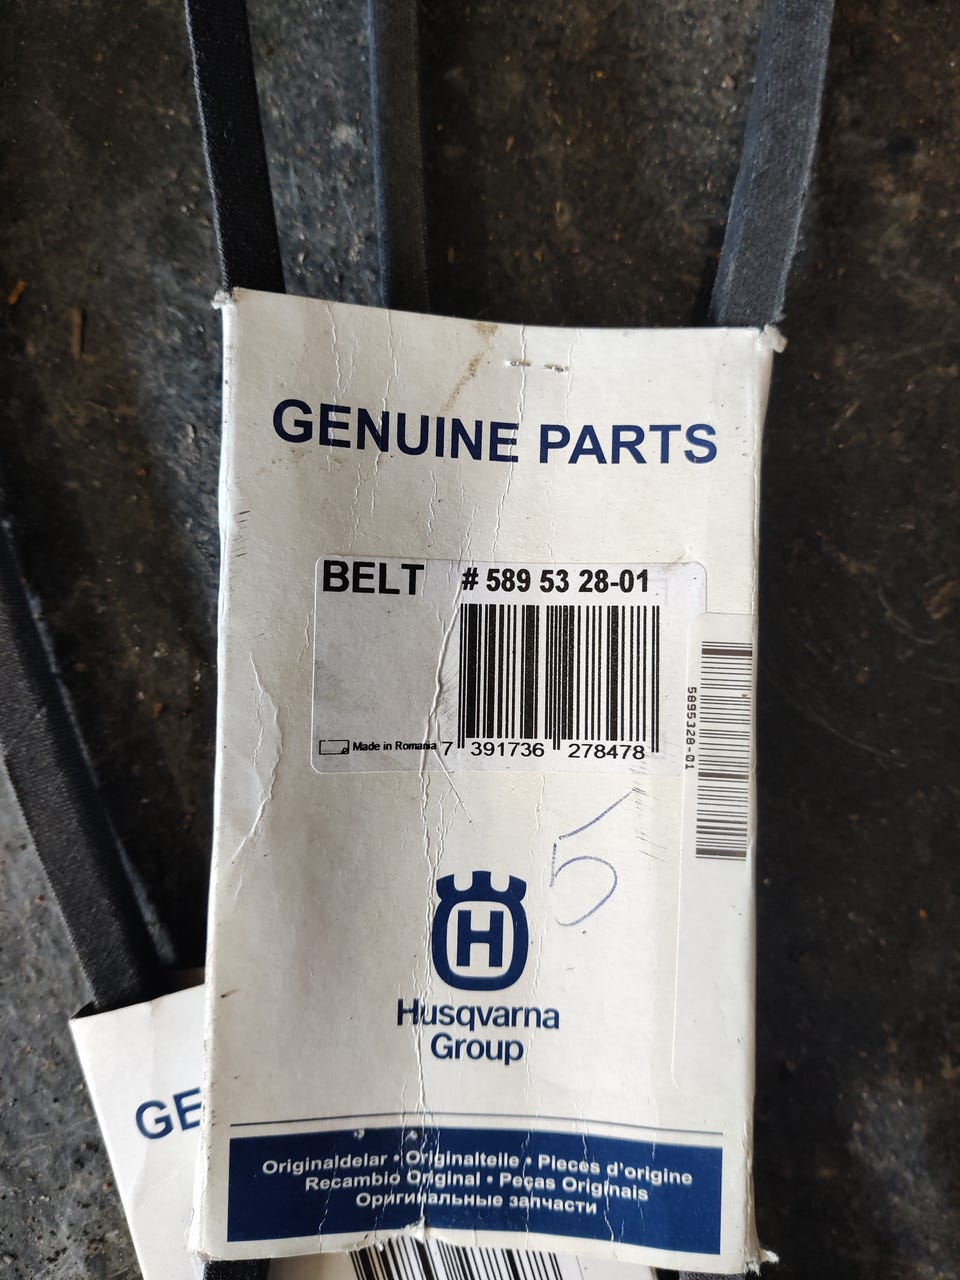 GENUINE PARTS
BELT # 589 53 28-01
Made in Romania 7 391736 278478
5895328-01
5
H
Husqvarna
Group
GE
Originaldelar • Originalteile • Pieces d'origine
Recambio Original • Peças Originais
Оригинальные запчасти